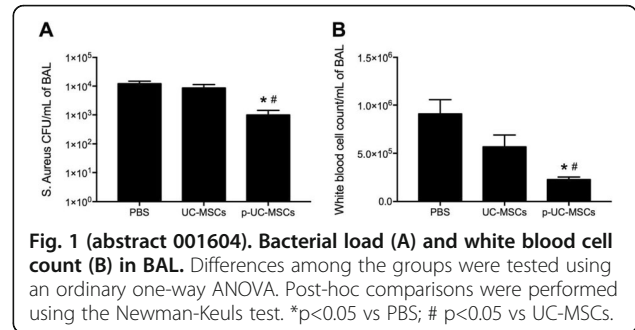 A
B
S. Aureus CFU/mL of BAL
1×10⁵
1×10⁴
1×10³
1×10²
1×10¹
1×10⁰
* #
PBS
UC-MSCs
p-UC-MSCs
White blood cell count/mL of BAL
1.5×10⁶
1.0×10⁶
5.0×10⁵
0.0
* #
PBS
UC-MSCs
p-UC-MSCs
Fig. 1 (abstract 001604). Bacterial load (A) and white blood cell
count (B) in BAL. Differences among the groups were tested using
an ordinary one-way ANOVA. Post-hoc comparisons were performed
using the Newman-Keuls test. *p<0.05 vs PBS; # p<0.05 vs UC-MSCs.